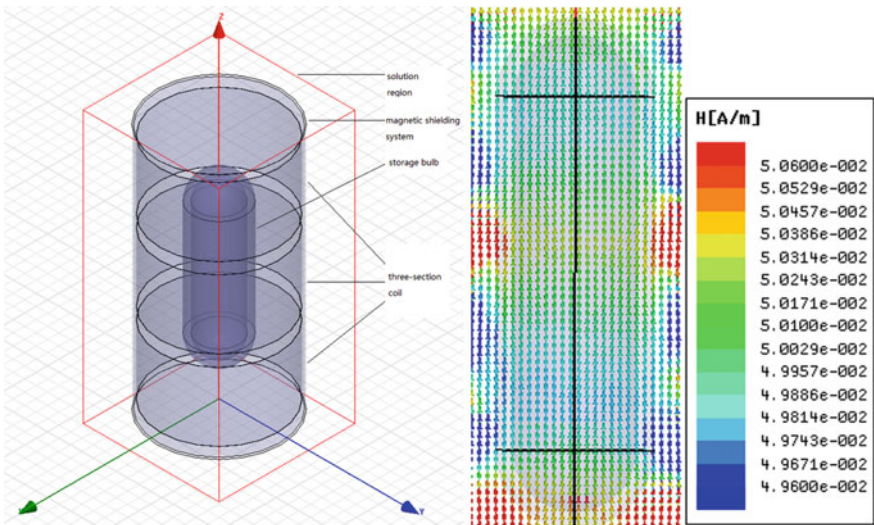 Z
solution
region
magnetic shielding
system
storage bulb
three-section
coil
Y
H[A/m]
5.0600e-002
5.0529e-002
5.0457e-002
5.0386e-002
5.0314e-002
5.0243e-002
5.0171e-002
5.0100e-002
5.0029e-002
4.9957e-002
4.9886e-002
4.9814e-002
4.9743e-002
4.9671e-002
4.9600e-002